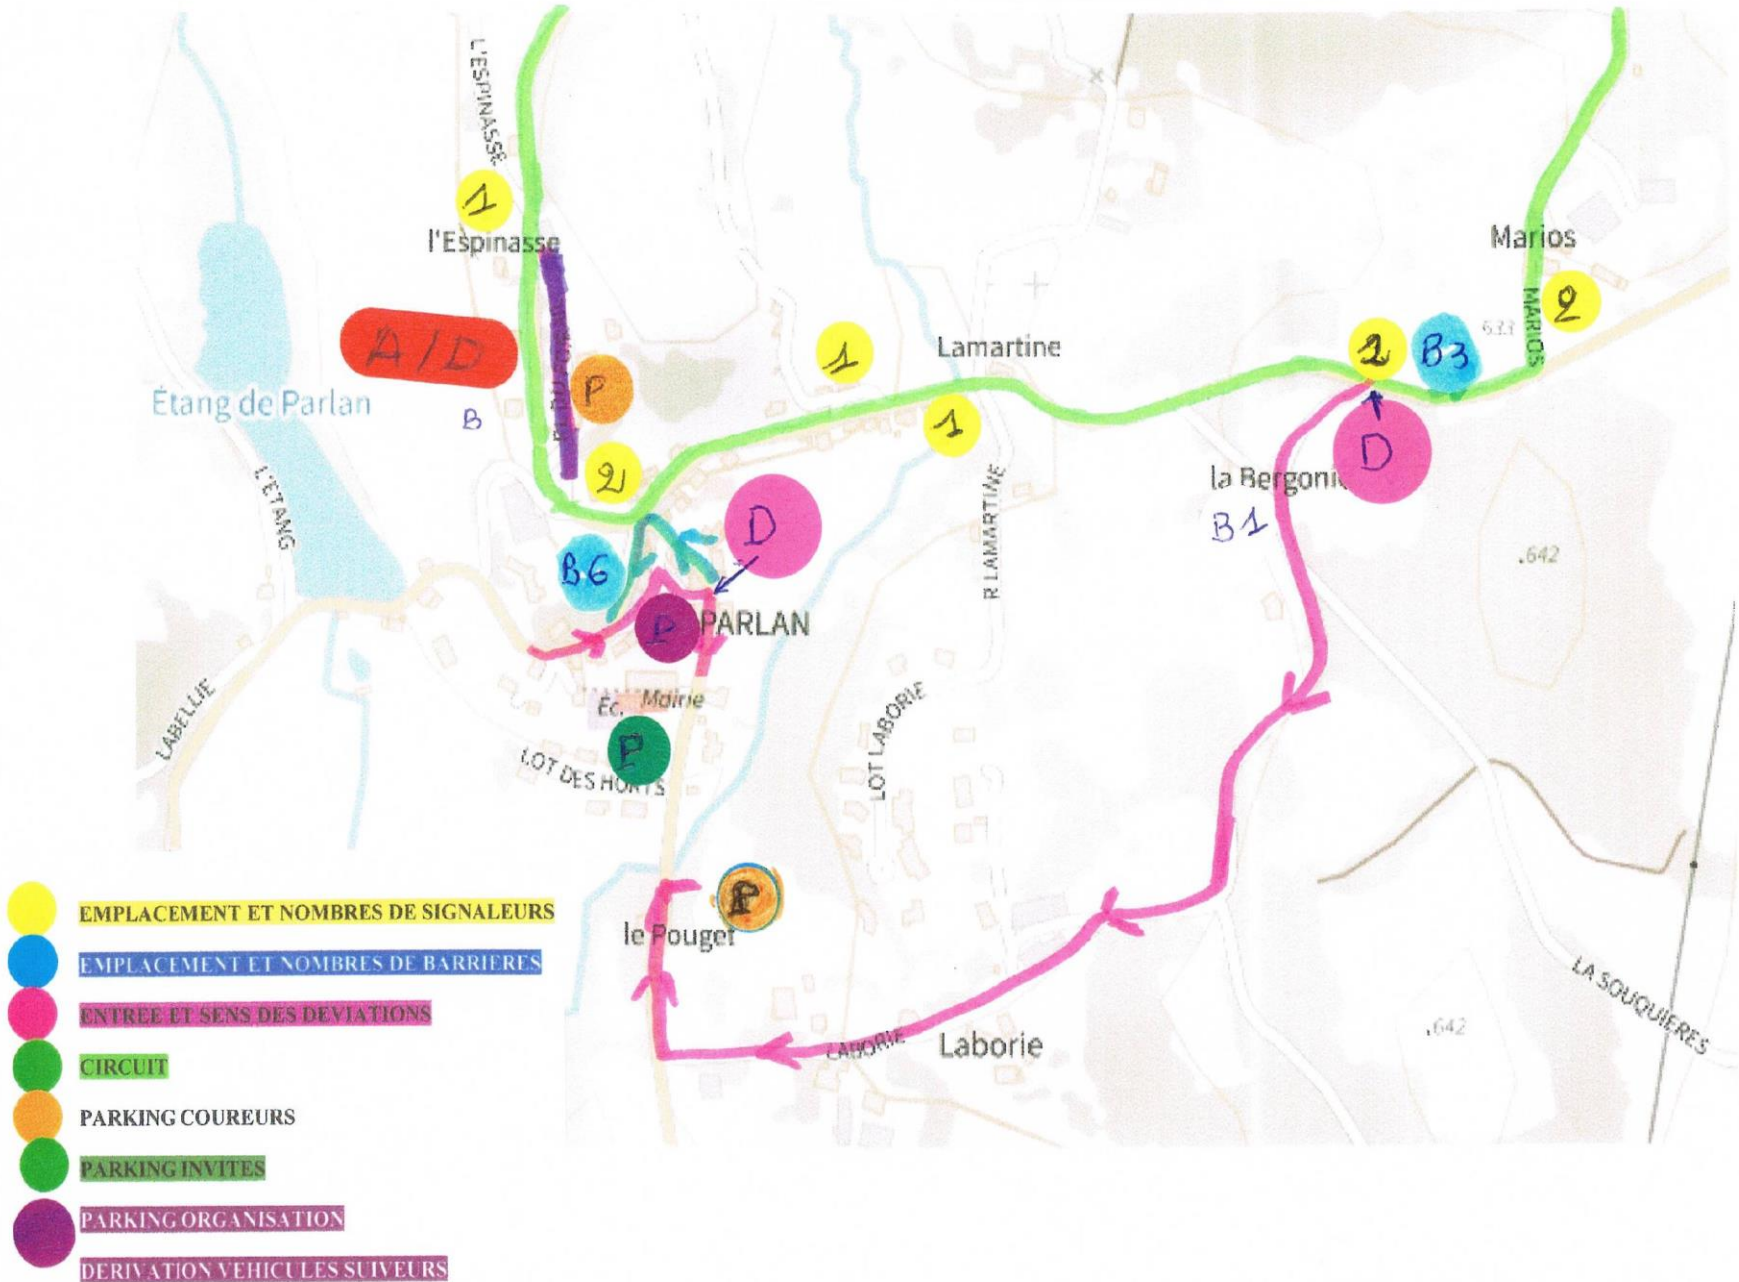 L'ESPINASSE
1
l'Espinasse
Marios
2
MARIOS
633
A/D
P
1
Lamartine
2
B3
Étang de Parlan
B
1
D
2
la Bergonie
B1
L'ETANG
D
R LAMARTINE
.642
B6
P
PARLAN
LABELLIE
Éc.
Mairie
P
LOT DES HORTS
LOT LABORIE
P
le Pouget
LA SOUQUIERES
.642
LABORIE
Laborie
EMPLACEMENT ET NOMBRES DE SIGNALEURS
EMPLACEMENT ET NOMBRES DE BARRIERES
ENTREE ET SENS DES DEVIATIONS
CIRCUIT
PARKING COUREURS
PARKING INVITES
PARKING ORGANISATION
DERIVATION VEHICULES SUIVEURS